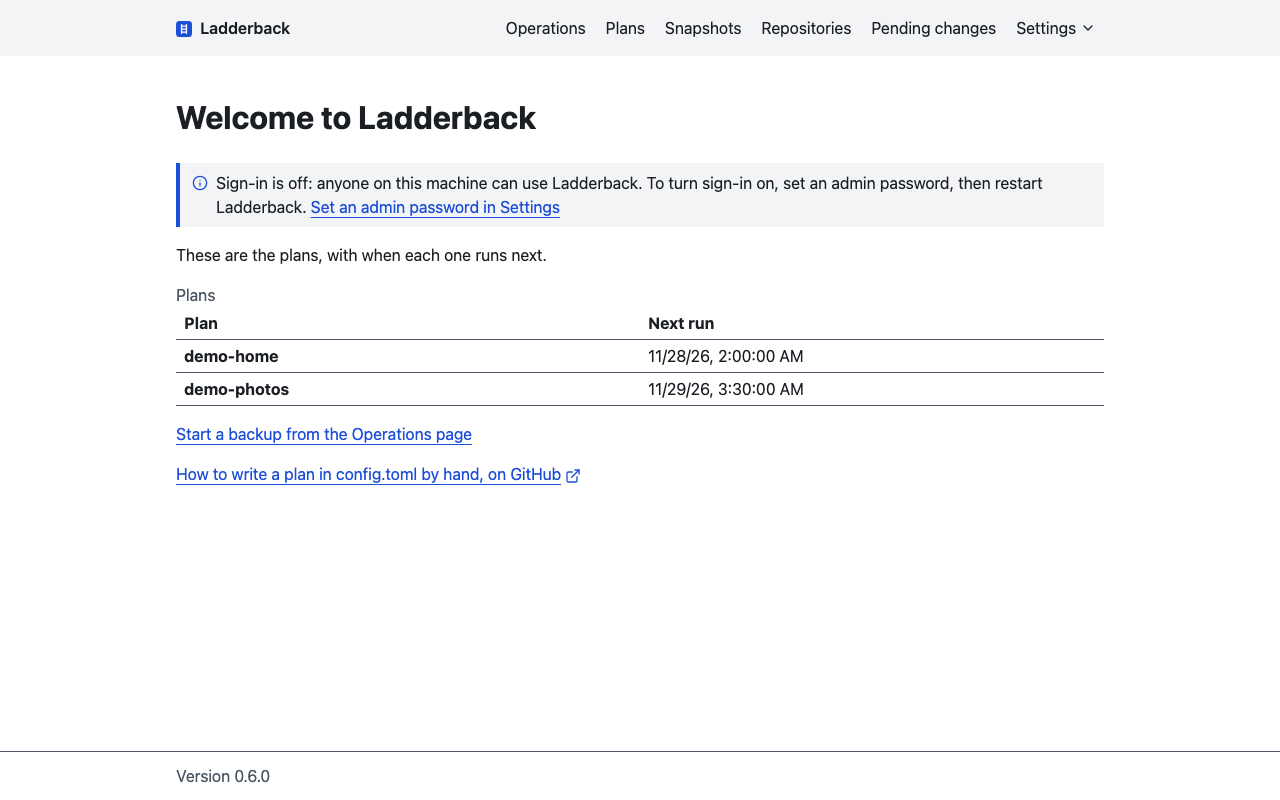 Ladderback
Operations Plans Snapshots Repositories Pending changes Settings
Welcome to Ladderback
Sign-in is off: anyone on this machine can use Ladderback. To turn sign-in on, set an admin password, then restart
Ladderback. Set an admin password in Settings
These are the plans, with when each one runs next.
Plans
Plan Next run
demo-home 11/28/26, 2:00:00 AM
demo-photos 11/29/26, 3:30:00 AM
Start a backup from the Operations page
How to write a plan in config.toml by hand, on GitHub
Version 0.6.0